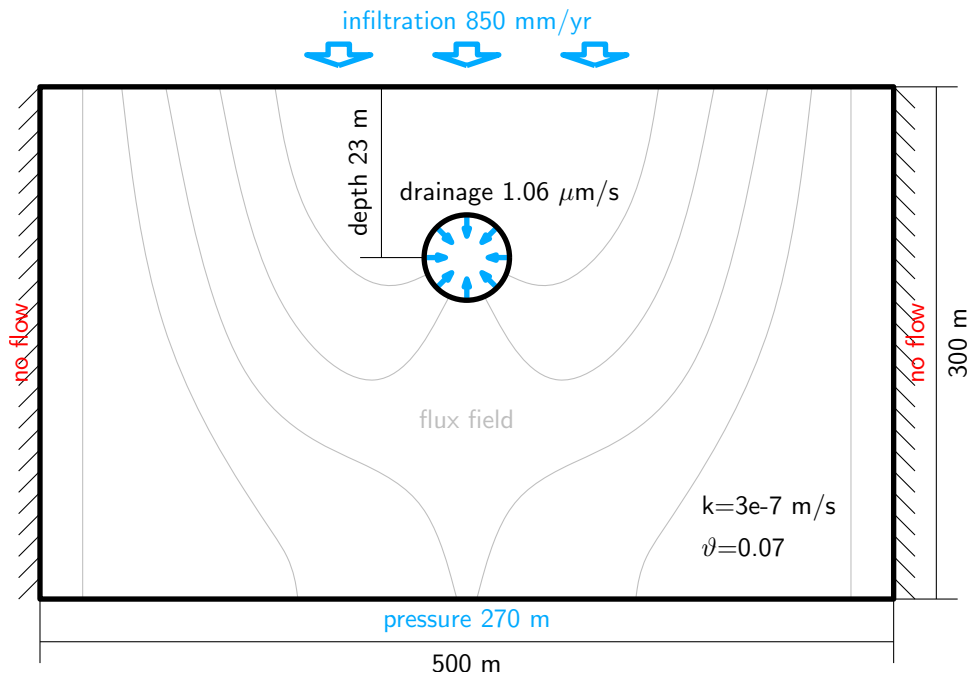 infiltration 850 mm/yr
depth 23 m
drainage 1.06 μm/s
no flow
no flow
300 m
flux field
k=3e-7 m/s
ϑ=0.07
pressure 270 m
500 m